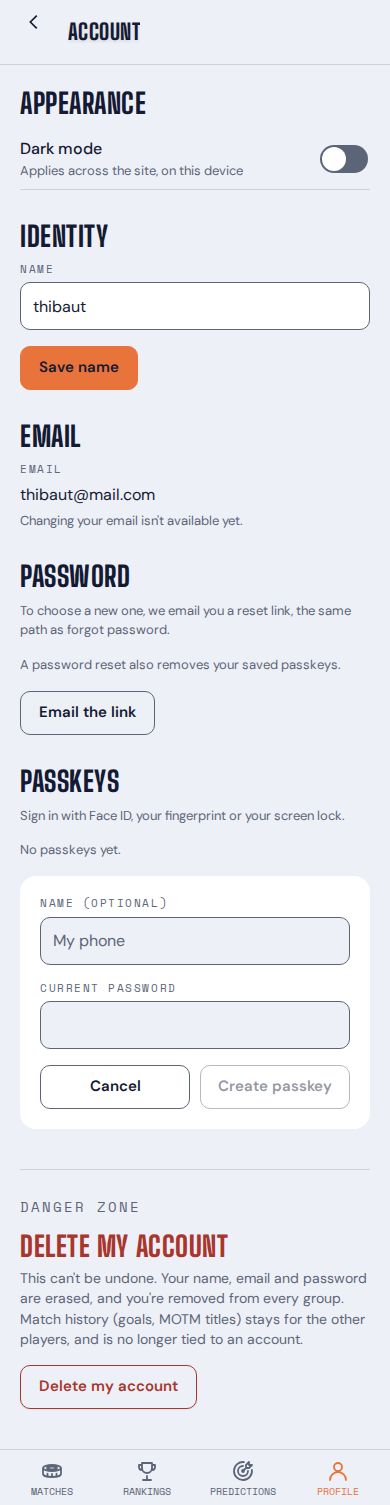 ACCOUNT
APPEARANCE
Dark mode
Applies across the site, on this device
IDENTITY
NAME
thibaut
Save name
EMAIL
EMAIL
thibaut@mail.com
Changing your email isn't available yet.
PASSWORD
To choose a new one, we email you a reset link, the same
path as forgot password.
A password reset also removes your saved passkeys.
Email the link
PASSKEYS
Sign in with Face ID, your fingerprint or your screen lock.
No passkeys yet.
NAME (OPTIONAL)
My phone
CURRENT PASSWORD
Cancel
Create passkey
DANGER ZONE
DELETE MY ACCOUNT
This can't be undone. Your name, email and password
are erased, and you're removed from every group.
Match history (goals, MOTM titles) stays for the other
players, and is no longer tied to an account.
Delete my account
MATCHES
RANKINGS
PREDICTIONS
PROFILE